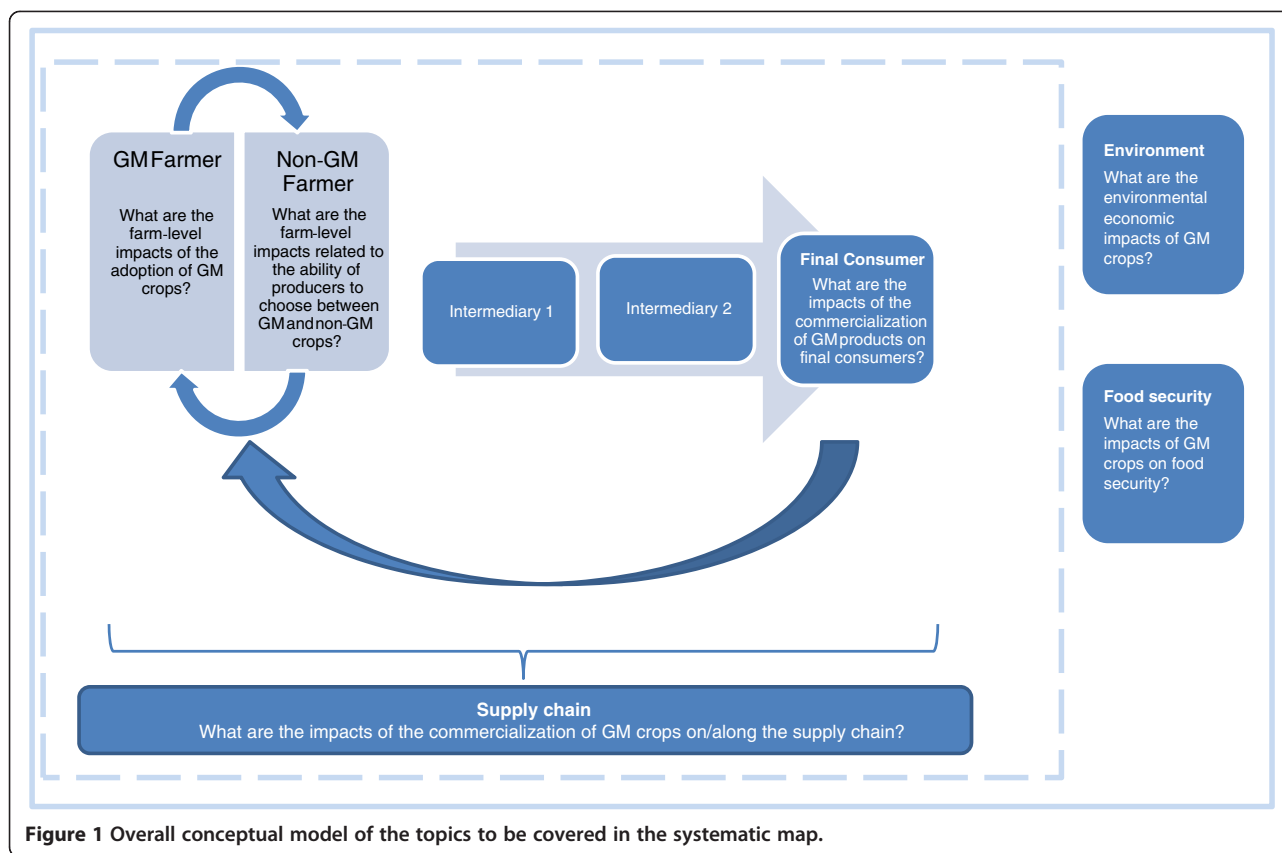 GM Farmer
What are the
farm-level
impacts of the
adoption of GM
crops?
Non-GM
Farmer
What are the
farm-level
impacts related to
the ability of
producers to
choose between
GM and non-GM
crops?
Intermediary 1
Intermediary 2
Final Consumer
What are the
impacts of the
commercialization
of GM products on
final consumers?
Environment
What are the
environmental
economic
impacts of GM
crops?
Food security
What are the
impacts of GM
crops on food
security?
Supply chain
What are the impacts of the commercialization of GM crops on/along the supply chain?
Figure 1 Overall conceptual model of the topics to be covered in the systematic map.